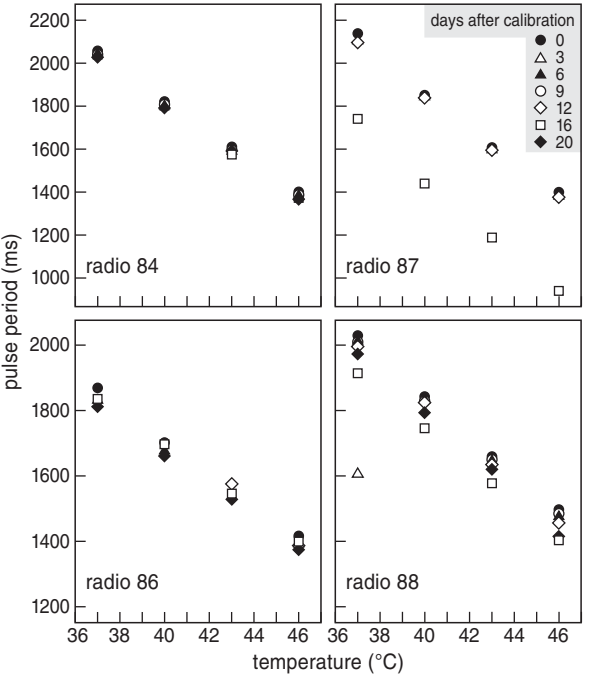 days after calibration
0
3
6
9
12
16
20
2200
2000
1800
1600
1400
1200
1000
radio 84
radio 87
pulse period (ms)
2000
1800
1600
1400
1200
radio 86
radio 88
36 38 40 42 44 46 36 38 40 42 44 46
temperature (°C)